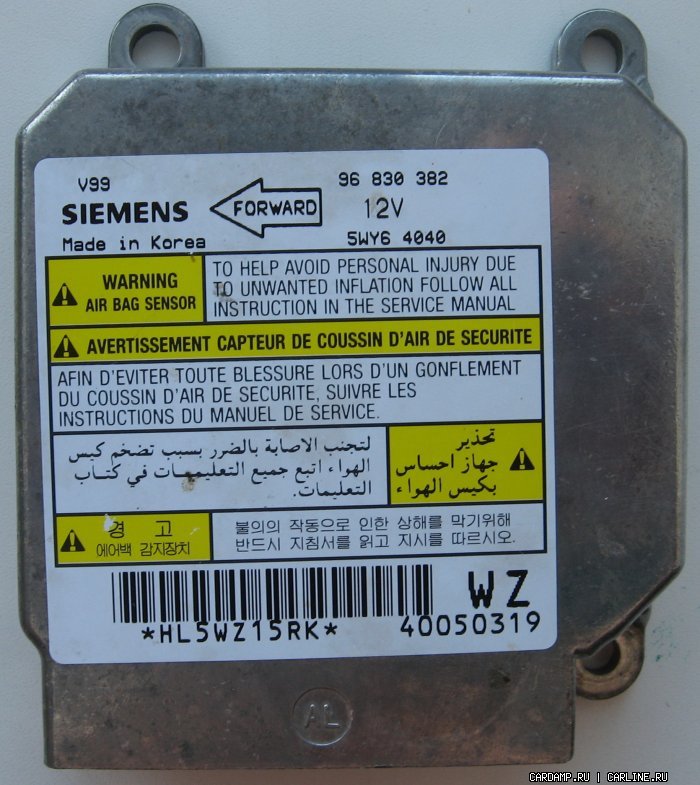 V99
SIEMENS
Made in Korea
FORWARD
96 830 382
12V
5WY6 4040
WARNING
AIR BAG SENSOR
TO HELP AVOID PERSONAL INJURY DUE
TO UNWANTED INFLATION FOLLOW ALL
INSTRUCTION IN THE SERVICE MANUAL
AVERTISSEMENT CAPTEUR DE COUSSIN D'AIR DE SECURITE
AFIN D'EVITER TOUTE BLESSURE LORS D'UN GONFLEMENT
DU COUSSIN D'AIR DE SECURITE, SUIVRE LES
INSTRUCTIONS DU MANUEL DE SERVICE.
تحذير
جهاز احساس
بكيس الهواء
لتجنب الاصابة بالضرر بسبب تضخم كيس
الهواء اتبع جميع التعليمات في كتاب
التعليمات.
경 고
에어백 감지장치
불의의 작동으로 인한 상해를 막기위해
반드시 지침서를 읽고 지시를 따르시오.
WZ
*HL5WZ15RK*
40050319
AL
CARDAMP.RU | CARLINE.RU